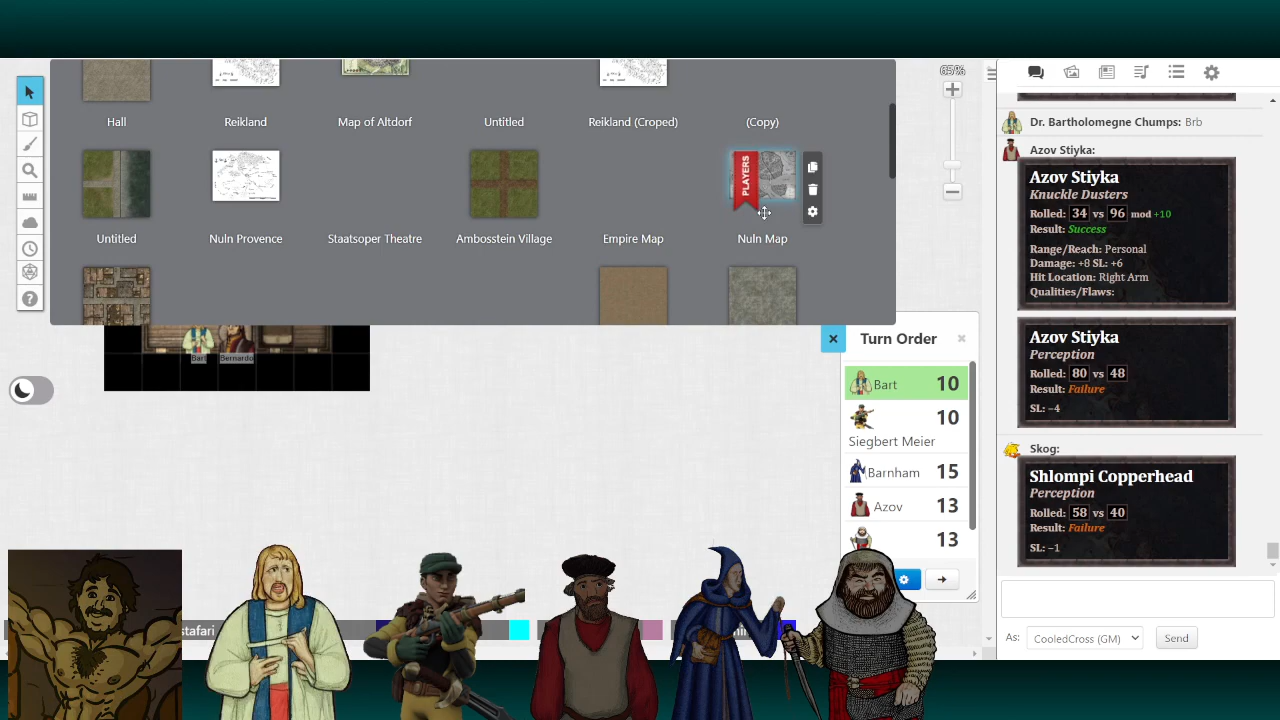 Hall
Reikland
Map of Altdorf
Untitled
Reikland (Croped)
(Copy)
PLAYERS
Untitled
Nuln Provence
Staatsoper Theatre
Ambosstein Village
Empire Map
Nuln Map
Bart
Bernardo
Turn Order
Bart 10
10
Siegbert Meier
Barnham 15
Azov 13
13
Dr. Bartholomegne Chumps: Brb
Azov Stiyka:
Azov Stiyka
Knuckle Dusters
Rolled: 34 vs 96 mod +10
Result: Success
Range/Reach: Personal
Damage: +8 SL: +6
Hit Location: Right Arm
Qualities/Flaws:
Azov Stiyka
Perception
Rolled: 80 vs 48
Result: Failure
SL: -4
Skog:
Shlompi Copperhead
Perception
Rolled: 58 vs 40
Result: Failure
SL: -1
As: CooledCross (GM) Send
stafari